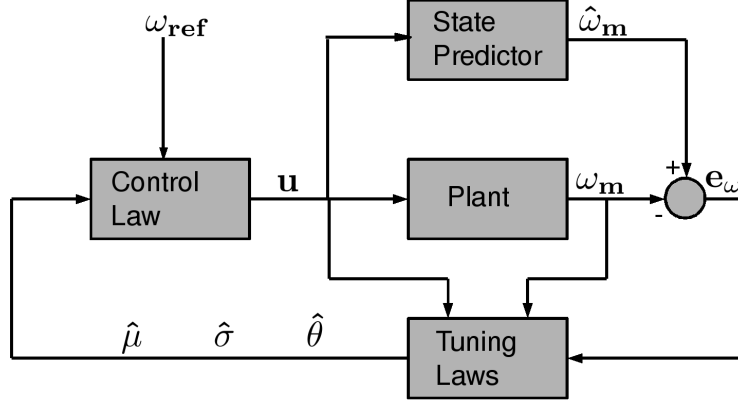 ω_ref
State
Predictor
ω̂_m
Control
Law
u
Plant
ω_m
+
-
e_ω
μ̂ σ̂ θ̂
Tuning
Laws